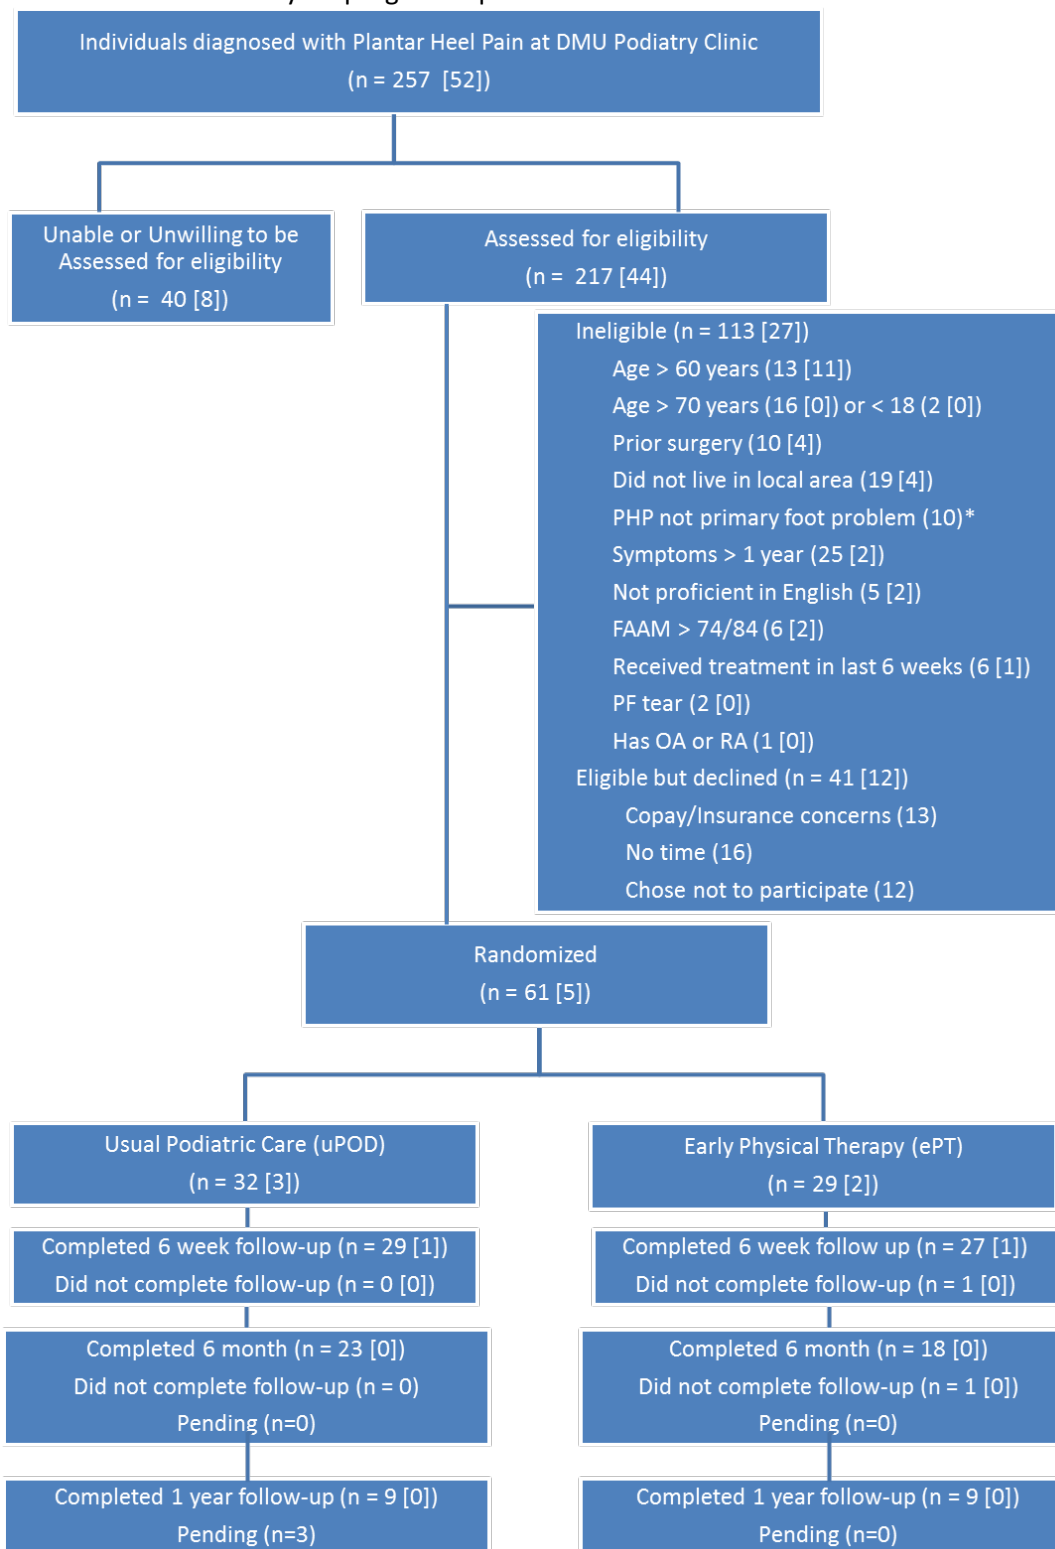 Individuals diagnosed with Plantar Heel Pain at DMU Podiatry Clinic
(n = 257 [52])
Unable or Unwilling to be
Assessed for eligibility
(n = 40 [8])
Assessed for eligibility
(n = 217 [44])
Ineligible (n = 113 [27])
Age > 60 years (13 [11])
Age > 70 years (16 [0]) or < 18 (2 [0])
Prior surgery (10 [4])
Did not live in local area (19 [4])
PHP not primary foot problem (10)*
Symptoms > 1 year (25 [2])
Not proficient in English (5 [2])
FAAM > 74/84 (6 [2])
Received treatment in last 6 weeks (6 [1])
PF tear (2 [0])
Has OA or RA (1 [0])
Eligible but declined (n = 41 [12])
Copay/Insurance concerns (13)
No time (16)
Chose not to participate (12)
Randomized
(n = 61 [5])
Usual Podiatric Care (uPOD)
(n = 32 [3])
Completed 6 week follow-up (n = 29 [1])
Did not complete follow-up (n = 0 [0])
Completed 6 month (n = 23 [0])
Did not complete follow-up (n = 0)
Pending (n=0)
Completed 1 year follow-up (n = 9 [0])
Pending (n=3)
Early Physical Therapy (ePT)
(n = 29 [2])
Completed 6 week follow up (n = 27 [1])
Did not complete follow-up (n = 1 [0])
Completed 6 month (n = 18 [0])
Did not complete follow-up (n = 1 [0])
Pending (n=0)
Completed 1 year follow-up (n = 9 [0])
Pending (n=0)